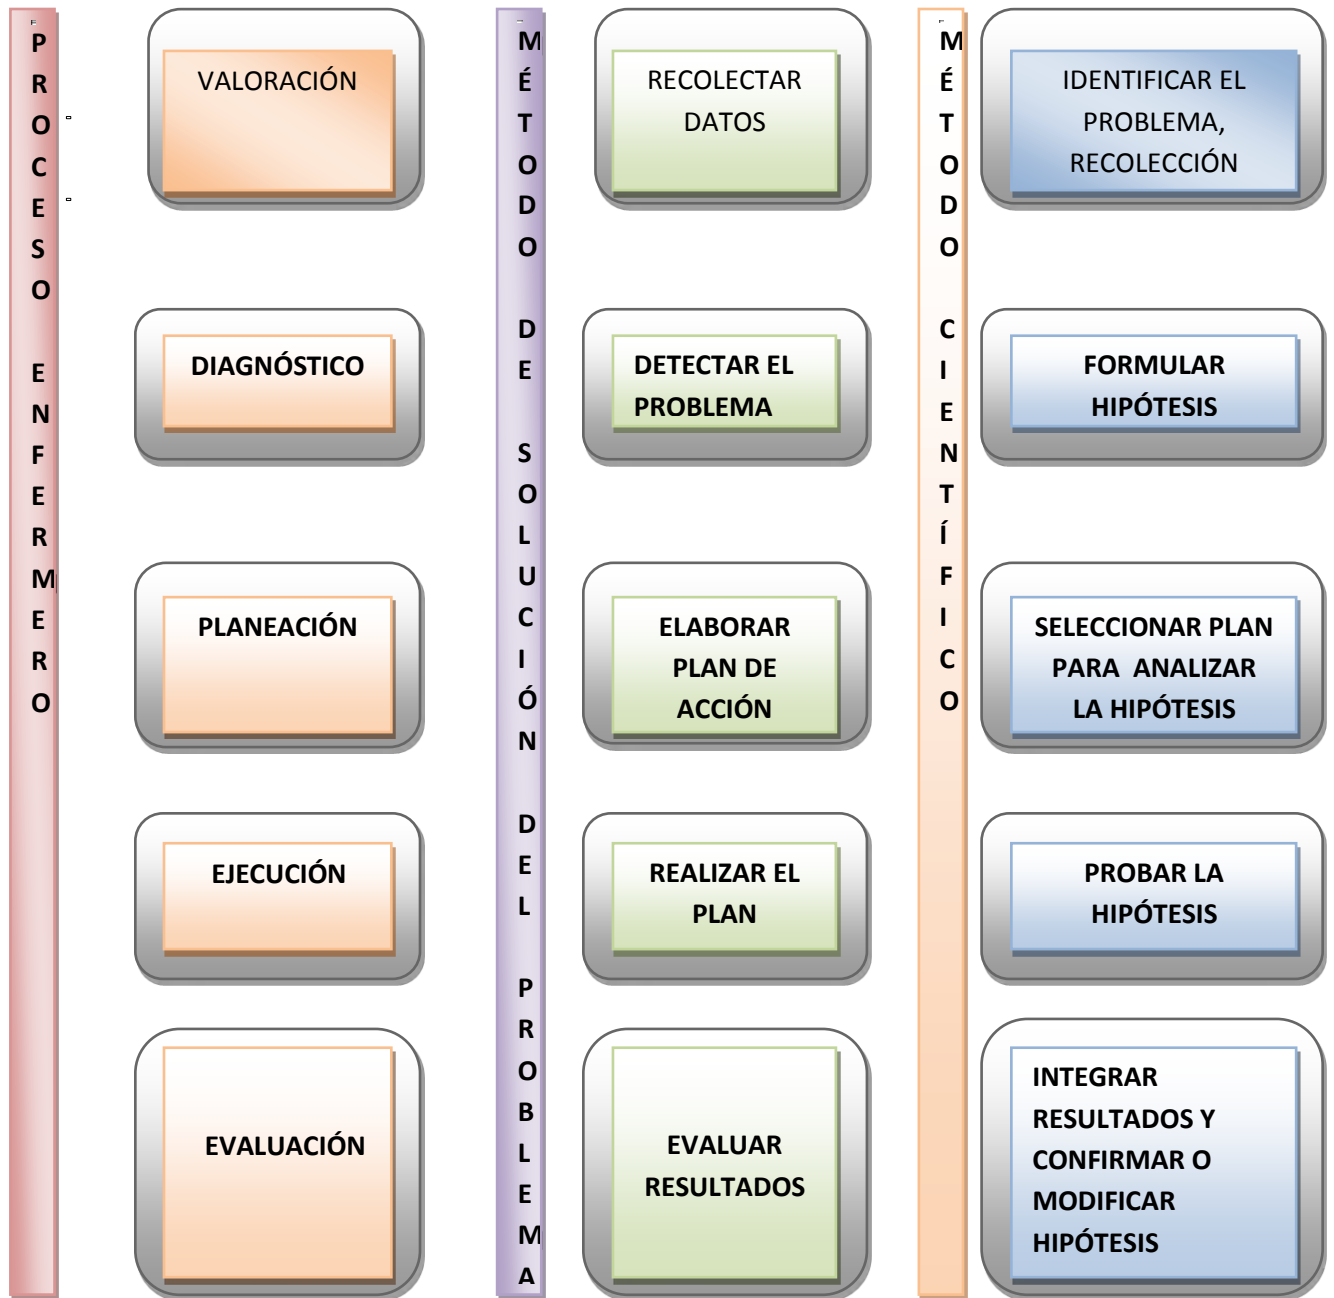 PROCESO ENFERMERO
VALORACIÓN
DIAGNÓSTICO
PLANEACIÓN
EJECUCIÓN
EVALUACIÓN
MÉTODO DE SOLUCIÓN DEL PROBLEMA
RECOLECTAR
DATOS
DETECTAR EL
PROBLEMA
ELABORAR
PLAN DE
ACCIÓN
REALIZAR EL
PLAN
EVALUAR
RESULTADOS
MÉTODO CIENTÍFICO
IDENTIFICAR EL
PROBLEMA,
RECOLECCIÓN
FORMULAR
HIPÓTESIS
SELECCIONAR PLAN
PARA ANALIZAR
LA HIPÓTESIS
PROBAR LA
HIPÓTESIS
INTEGRAR
RESULTADOS Y
CONFIRMAR O
MODIFICAR
HIPÓTESIS